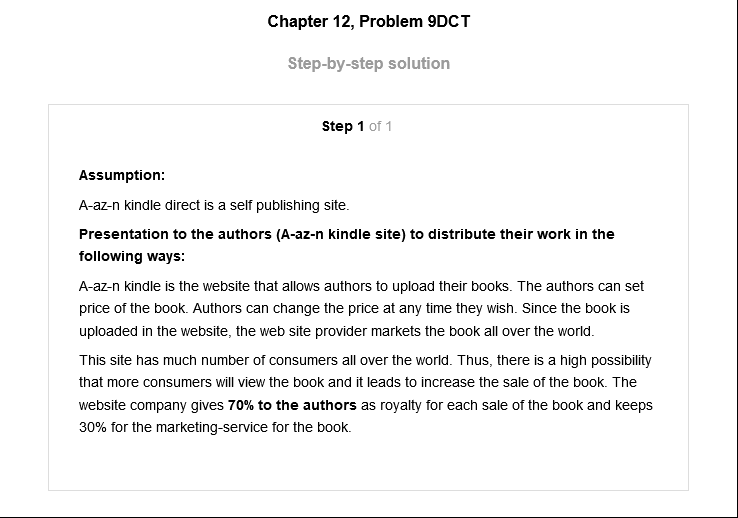 Chapter 12, Problem 9DCT
Step-by-step solution
Step 1 of 1
Assumption:
A-az-n kindle direct is a self publishing site.
Presentation to the authors (A-az-n kindle site) to distribute their work in the
following ways:
A-az-n kindle is the website that allows authors to upload their books. The authors can set
price of the book. Authors can change the price at any time they wish. Since the book is
uploaded in the website, the web site provider markets the book all over the world.
This site has much number of consumers all over the world. Thus, there is a high possibility
that more consumers will view the book and it leads to increase the sale of the book. The
website company gives 70% to the authors as royalty for each sale of the book and keeps
30% for the marketing-service for the book.